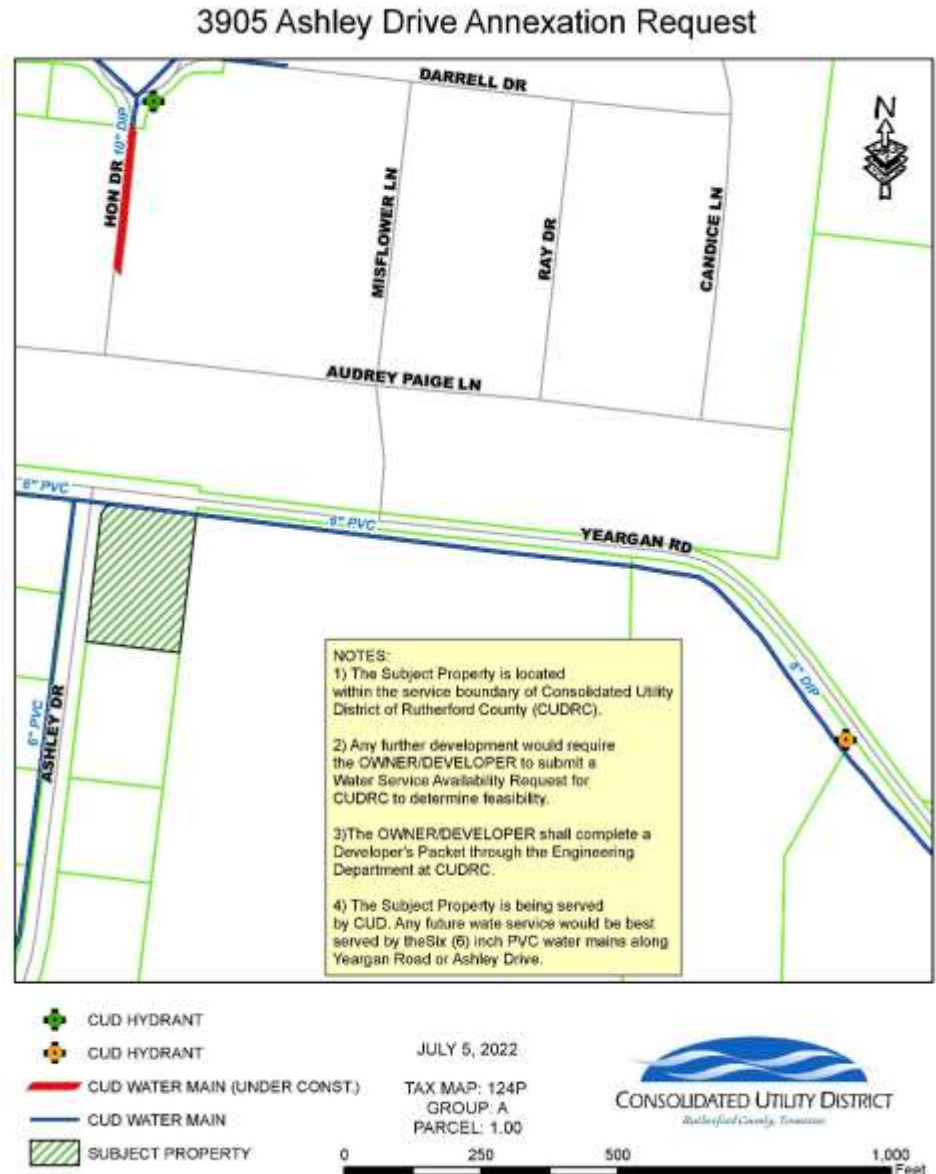 3905 Ashley Drive Annexation Request
DARRELL DR
N
10" DIP
HON DR
MISFLOWER LN
RAY DR
CANDICE LN
AUDREY PAIGE LN
6" PVC
6" PVC
YEARGAN RD
6" PVC
ASHLEY DR
NOTES:
1) The Subject Property is located
within the service boundary of Consolidated Utility
District of Rutherford County (CUDRC).
2) Any further development would require
the OWNER/DEVELOPER to submit a
Water Service Availability Request for
CUDRC to determine feasibility.
3)The OWNER/DEVELOPER shall complete a
Developer's Packet through the Engineering
Department at CUDRC.
4) The Subject Property is being served
by CUD. Any future wate service would be best
served by theSix (6) inch PVC water mains along
Yeargan Road or Ashley Drive.
DIP
CUD HYDRANT
CUD HYDRANT
CUD WATER MAIN (UNDER CONST.)
CUD WATER MAIN
SUBJECT PROPERTY
JULY 5, 2022
TAX MAP: 124P
GROUP: A
PARCEL: 1.00
CONSOLIDATED UTILITY DISTRICT
Rutherford County, Tennessee
0 250 500 1,000
Feet